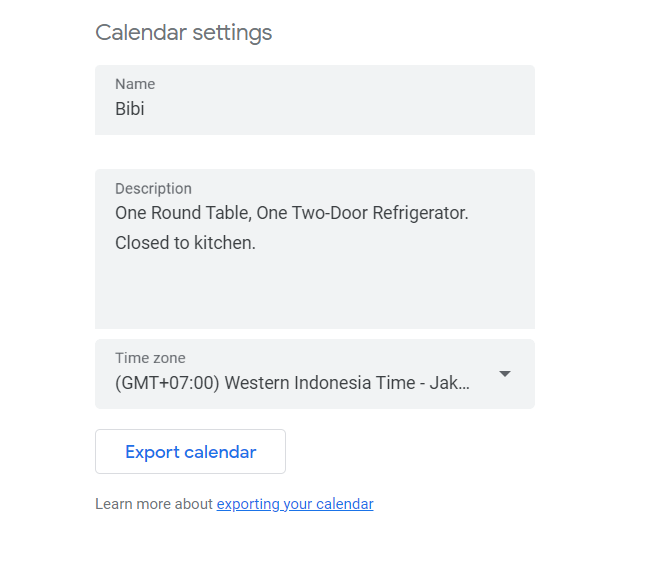 Calendar settings
Name
Bibi
Description
One Round Table, One Two-Door Refrigerator.
Closed to kitchen.
Time zone
(GMT+07:00) Western Indonesia Time - Jak...
Export calendar
Learn more about exporting your calendar